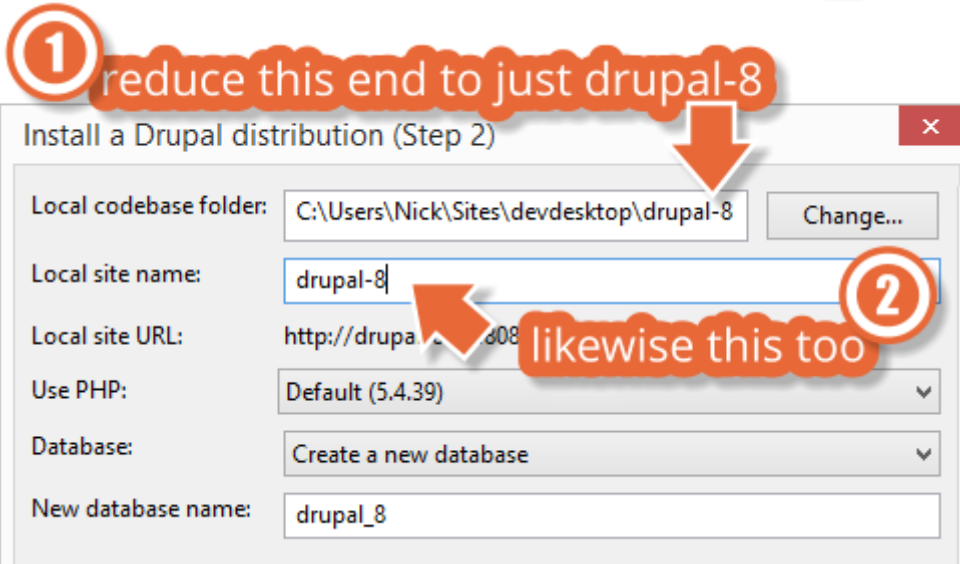 1 reduce this end to just drupal-8
Install a Drupal distribution (Step 2)
Local codebase folder: C:\Users\Nick\Sites\devdesktop\drupal-8 Change...
Local site name: drupal-8 2
Local site URL: likewise this too
Use PHP: Default (5.4.39)
Database: Create a new database
New database name: drupal_8